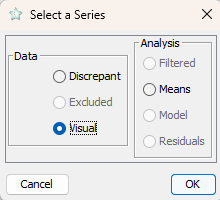 Select a Series
Data
Discrepant
Excluded
Visual
Analysis
Filtered
Means
Model
Residuals
Cancel
OK